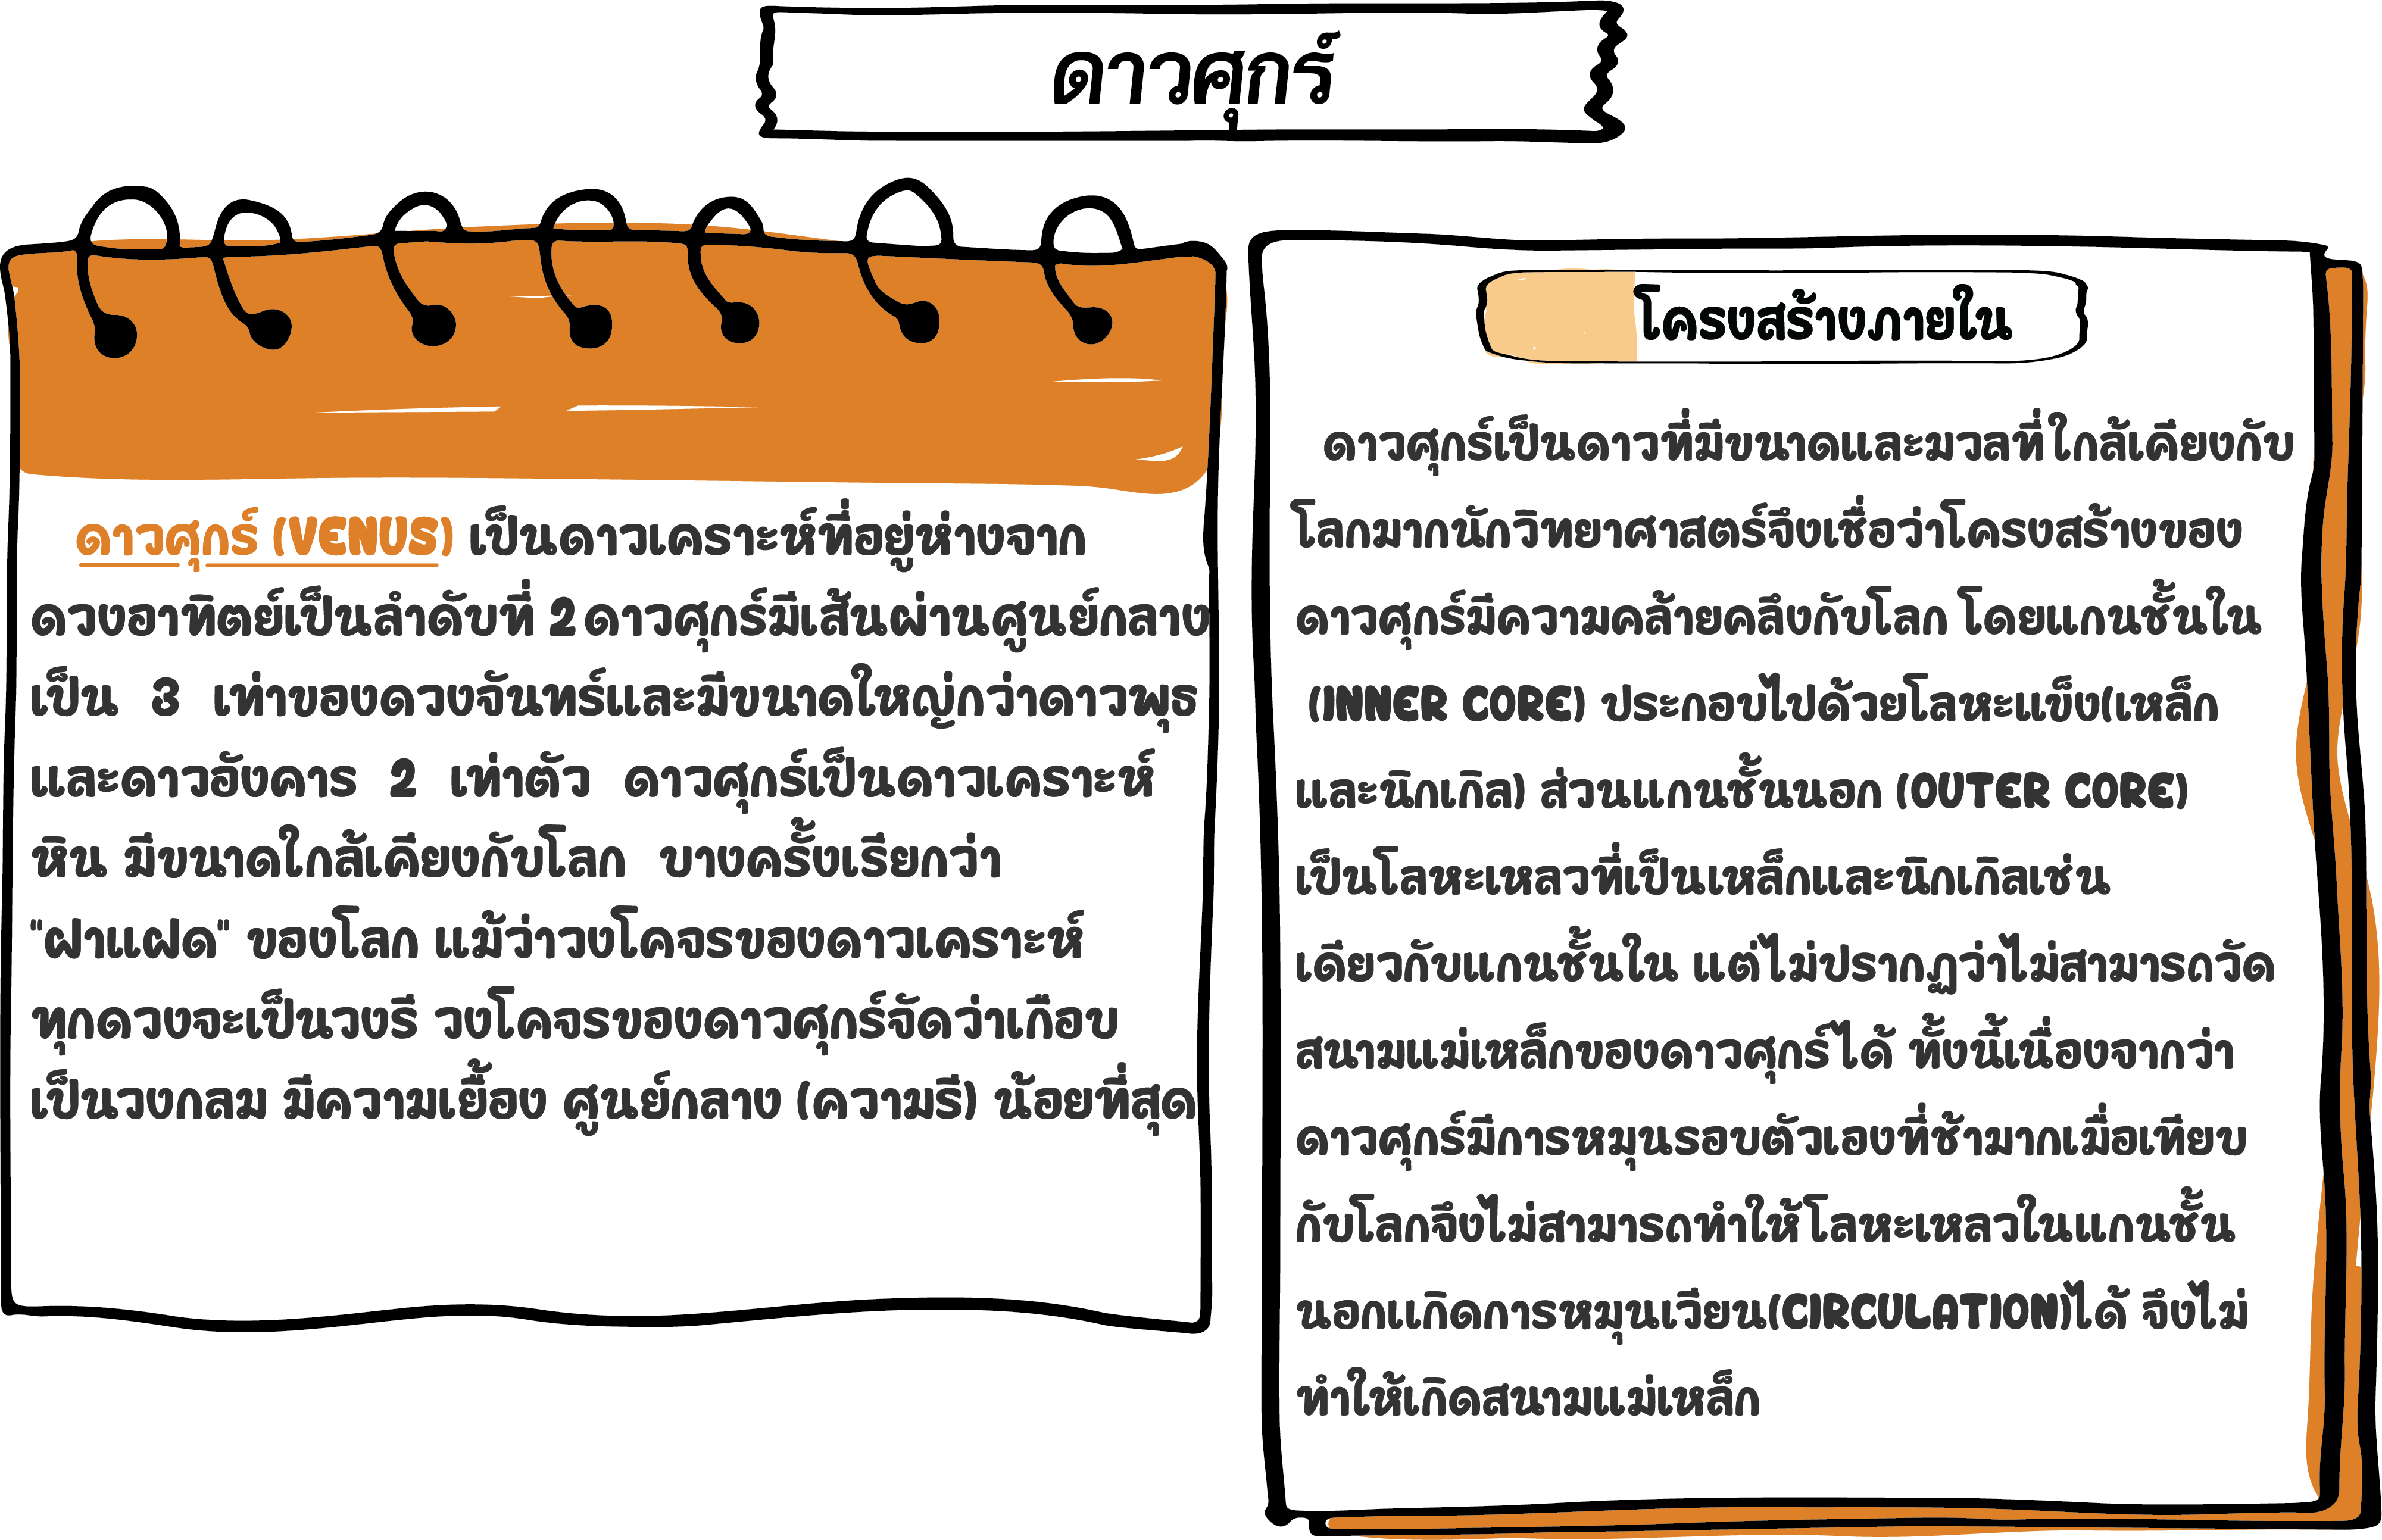 ดาวศุกร์
ดาวศุกร์ (VENUS) เป็นดาวเคราะห์ที่อยู่ห่างจาก
ดวงอาทิตย์เป็นลำดับที่ 2 ดาวศุกร์มีเส้นผ่านศูนย์กลาง
เป็น 3 เท่าของดวงจันทร์และมีขนาดใหญ่กว่าดาวพุธ
และดาวอังคาร 2 เท่าตัว ดาวศุกร์เป็นดาวเคราะห์
หิน มีขนาดใกล้เคียงกับโลก บางครั้งเรียกว่า
"ฝาแฝด" ของโลก แม้ว่าวงโคจรของดาวเคราะห์
ทุกดวงจะเป็นวงรี วงโคจรของดาวศุกร์จัดว่าเกือบ
เป็นวงกลม มีความเยื้อง ศูนย์กลาง (ความรี) น้อยที่สุด
โครงสร้างภายใน
ดาวศุกร์เป็นดาวที่มีขนาดและมวลที่ใกล้เคียงกับ
โลกมากนักวิทยาศาสตร์จึงเชื่อว่าโครงสร้างของ
ดาวศุกร์มีความคล้ายคลึงกับโลก โดยแกนชั้นใน
(INNER CORE) ประกอบไปด้วยโลหะแข็ง(เหล็ก
และนิกเกิล) ส่วนแกนชั้นนอก (OUTER CORE)
เป็นโลหะเหลวที่เป็นเหล็กและนิกเกิลเช่น
เดียวกับแกนชั้นใน แต่ไม่ปรากฏว่าไม่สามารถวัด
สนามแม่เหล็กของดาวศุกร์ได้ ทั้งนี้เนื่องจากว่า
ดาวศุกร์มีการหมุนรอบตัวเองที่ช้ามากเมื่อเทียบ
กับโลกจึงไม่สามารถทำให้โลหะเหลวในแกนชั้น
นอกเเกิดการหมุนเวียน(CIRCULATION)ได้ จึงไม่
ทำให้เกิดสนามแม่เหล็ก